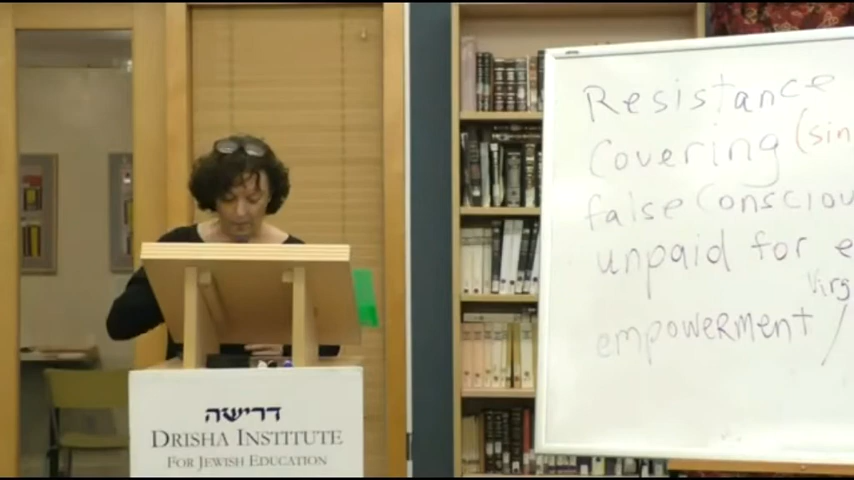 Resistance
Covering (sin
false Consciou
unpaid for e
Virg
empowerment /
דרישה
DRISHA INSTITUTE
FOR JEWISH EDUCATION